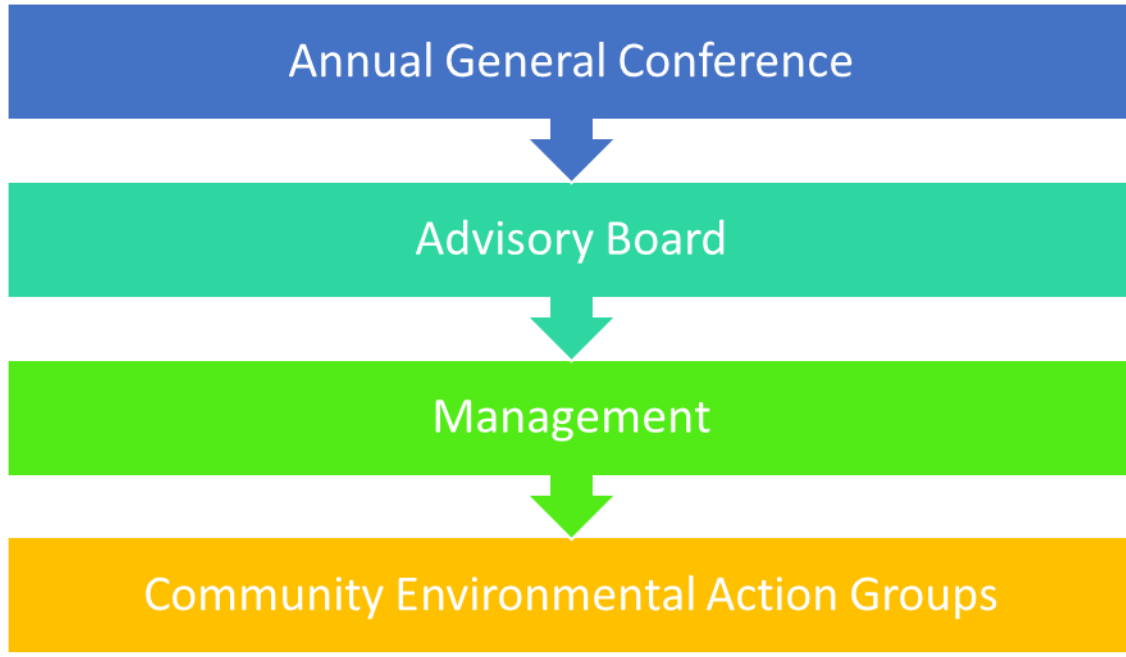 Annual General Conference
Advisory Board
Management
Community Environmental Action Groups